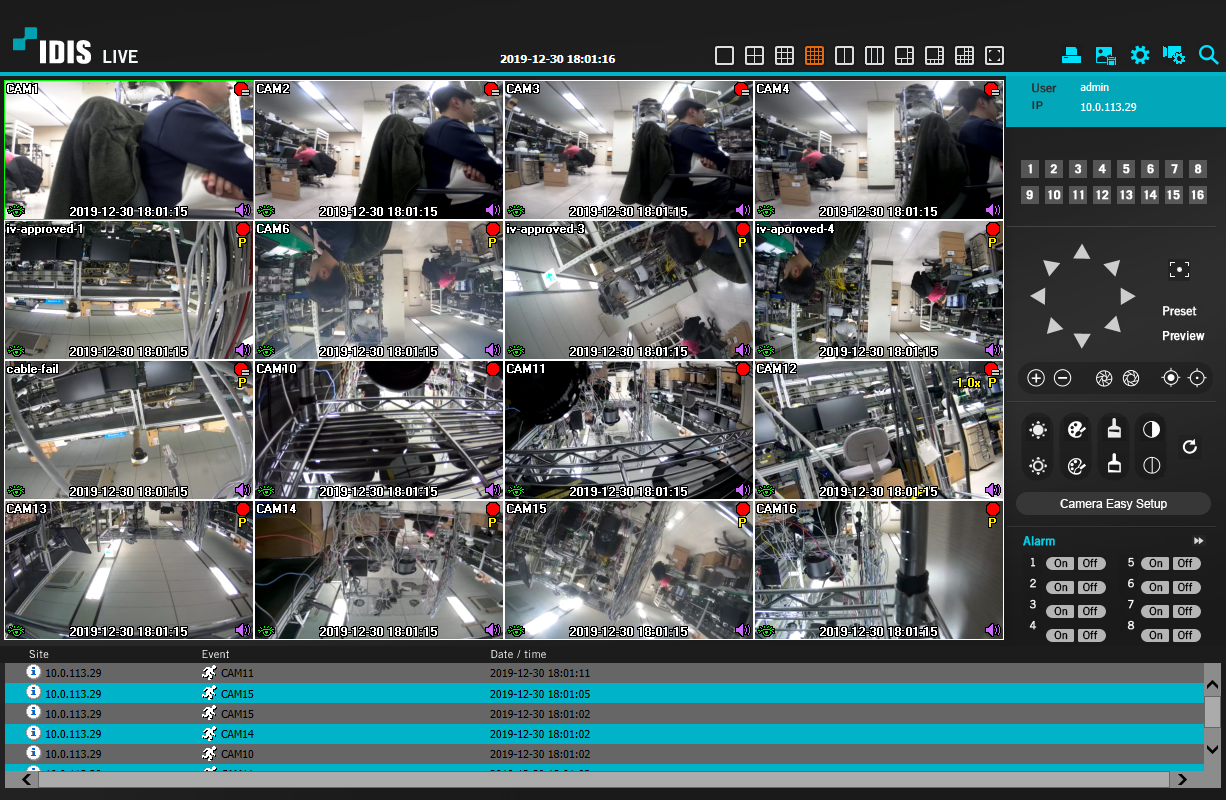 IDIS LIVE
2019-12-30 18:01:16
User admin
IP 10.0.113.29
CAM1
2019-12-30 18:01:15
CAM2
2019-12-30 18:01:15
CAM3
2019-12-30 18:01:15
CAM4
2019-12-30 18:01:15
iv-approved-1
P
2019-12-30 18:01:15
CAM6
P
2019-12-30 18:01:15
iv-approved-3
P
2019-12-30 18:01:15
iv-aporoved-4
P
2019-12-30 18:01:15
cable-fail
P
2019-12-30 18:01:15
CAM10
2019-12-30 18:01:15
CAM11
2019-12-30 18:01:15
CAM12
1.0x P
2019-12-30 18:01:15
CAM13
P
2019-12-30 18:01:15
CAM14
P
2019-12-30 18:01:15
CAM15
P
2019-12-30 18:01:15
CAM16
P
2019-12-30 18:01:15
1 2 3 4 5 6 7 8
9 10 11 12 13 14 15 16
Preset
Preview
Camera Easy Setup
Alarm
1 On Off 5 On Off
2 On Off 6 On Off
3 On Off 7 On Off
4 On Off 8 On Off
Site Event Date / time
10.0.113.29 CAM11 2019-12-30 18:01:11
10.0.113.29 CAM15 2019-12-30 18:01:05
10.0.113.29 CAM15 2019-12-30 18:01:02
10.0.113.29 CAM14 2019-12-30 18:01:02
10.0.113.29 CAM10 2019-12-30 18:01:02